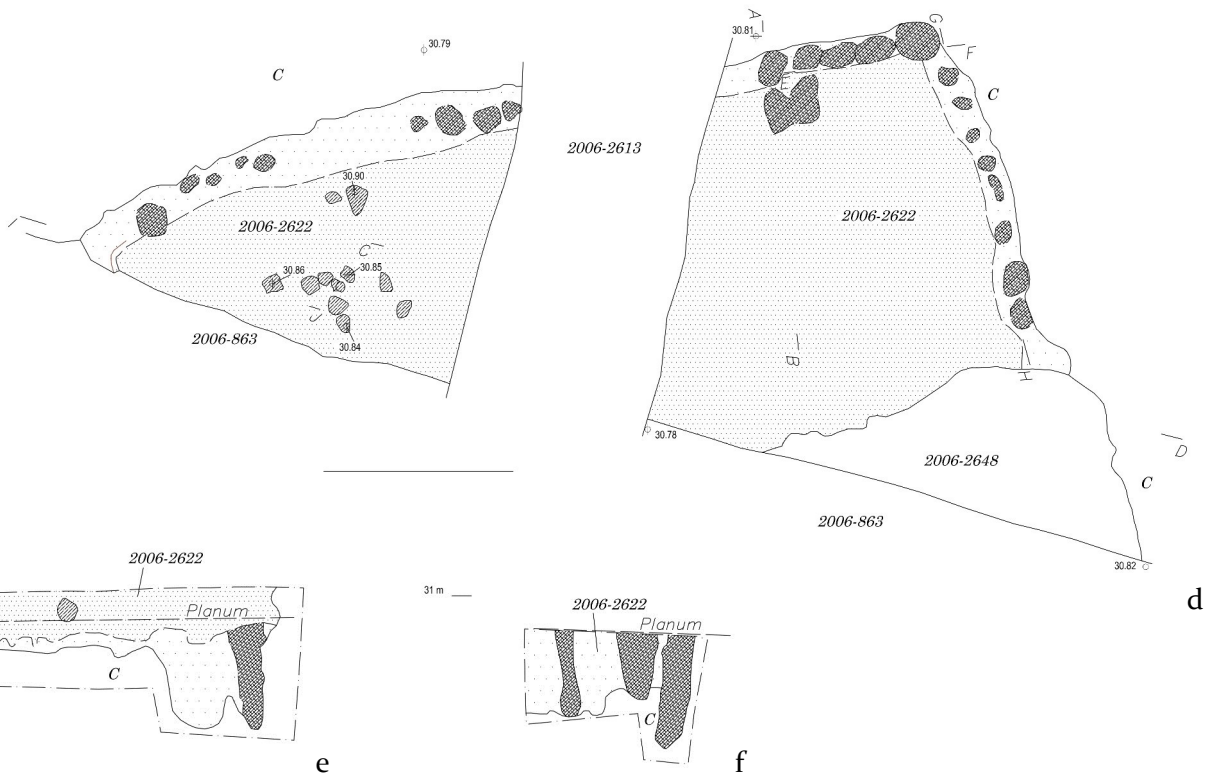 30.79
C
2006-2613
30.90
2006-2622
C
30.86
30.85
J
30.84
2006-863
A
30.81
G
F
E
C
2006-2622
B
H
30.78
2006-2648
D
C
2006-863
30.82
d
2006-2622
Planum
C
e
31 m
2006-2622
Planum
C
f